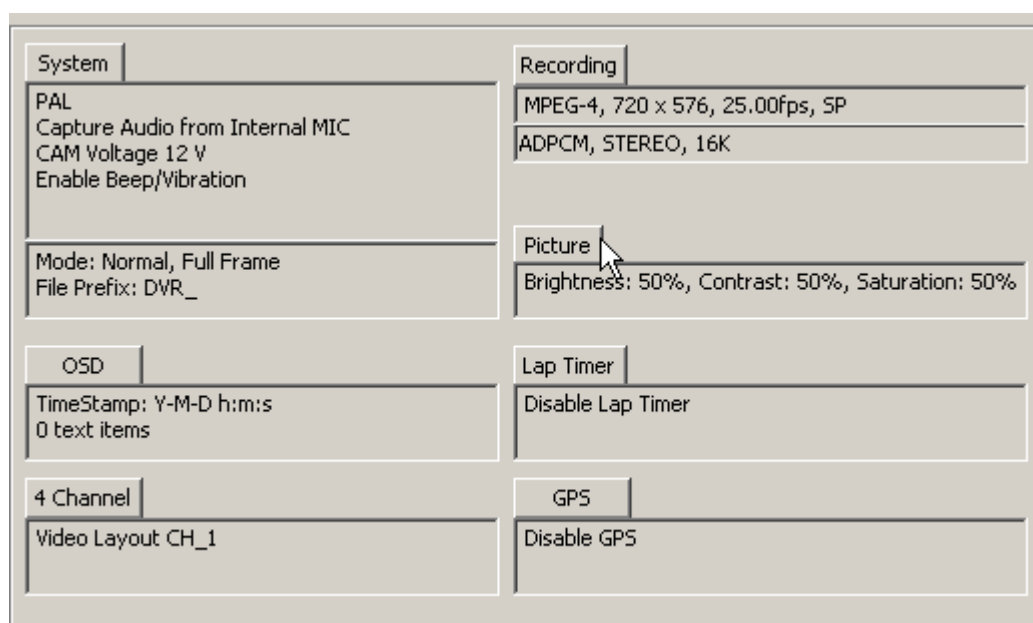 System
PAL
Capture Audio from Internal MIC
CAM Voltage 12 V
Enable Beep/Vibration
Mode: Normal, Full Frame
File Prefix: DVR_
Recording
MPEG-4, 720 x 576, 25.00fps, SP
ADPCM, STEREO, 16K
Picture
Brightness: 50%, Contrast: 50%, Saturation: 50%
OSD
TimeStamp: Y-M-D h:m:s
0 text items
Lap Timer
Disable Lap Timer
4 Channel
Video Layout CH_1
GPS
Disable GPS